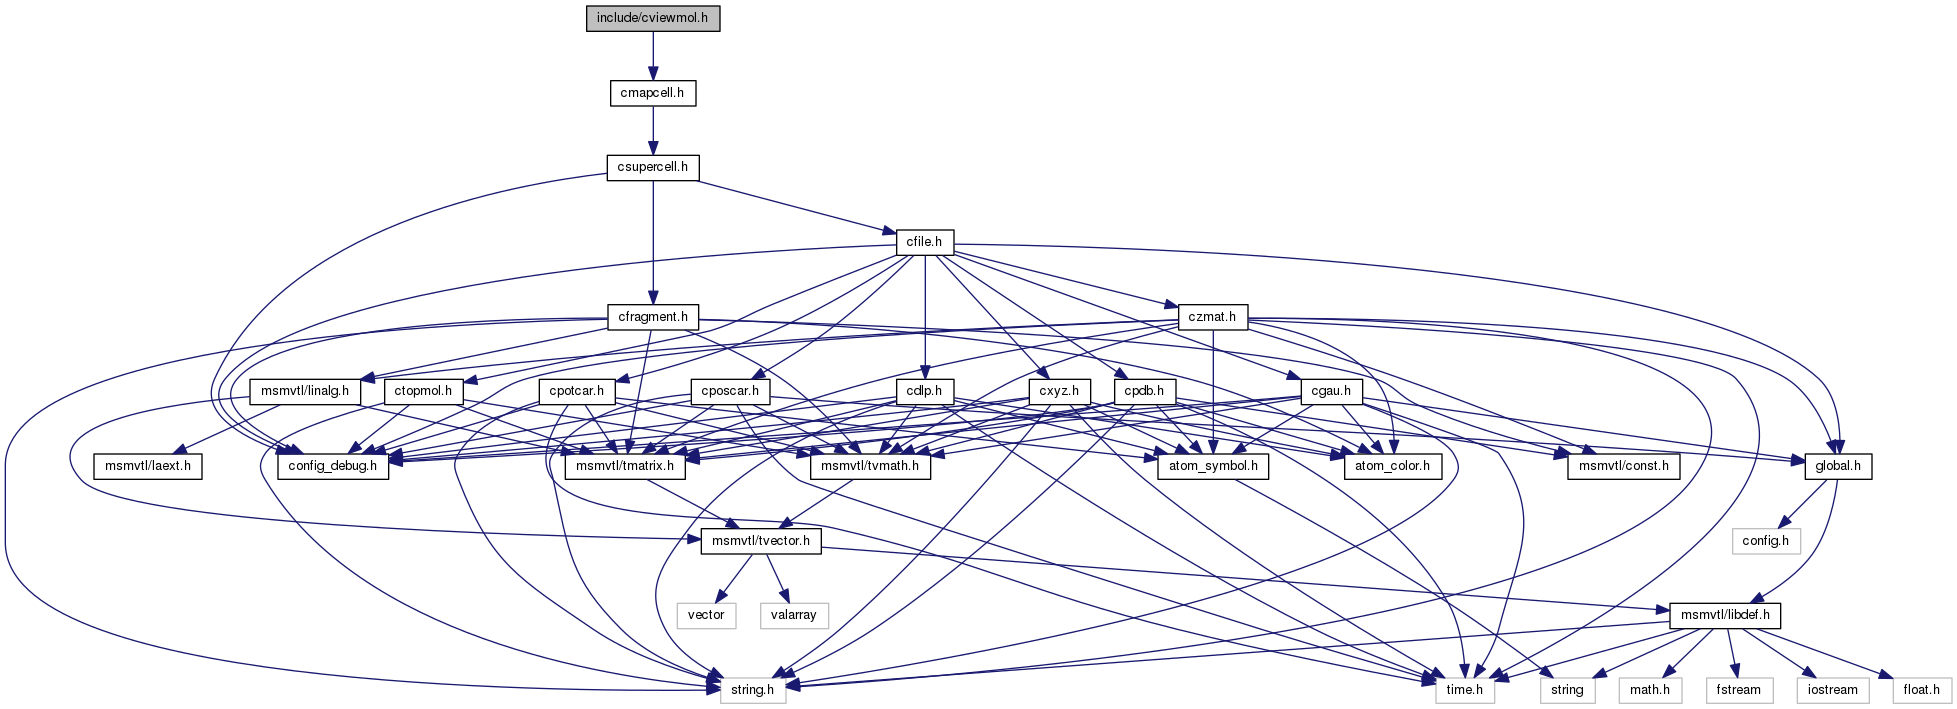 include/cviewmol.h
cmapcell.h
csupercell.h
cfile.h
cfragment.h
czmat.h
msmvtl/linalg.h
ctopmol.h
cpotcar.h
cposcar.h
cdlp.h
cxyz.h
cpdb.h
cgau.h
msmvtl/laext.h
config_debug.h
msmvtl/tmatrix.h
msmvtl/tvmath.h
atom_symbol.h
atom_color.h
msmvtl/const.h
global.h
msmvtl/tvector.h
config.h
vector
valarray
msmvtl/libdef.h
string.h
time.h
string
math.h
fstream
iostream
float.h